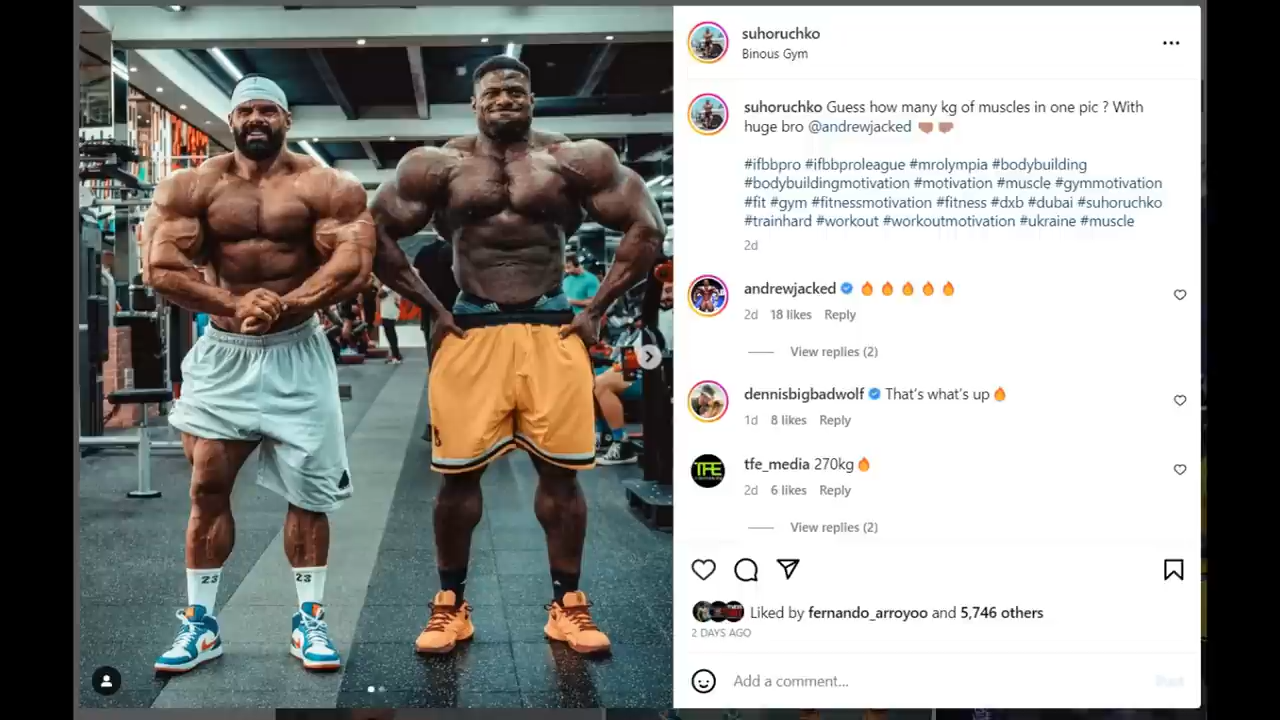 suhoruchko
Binous Gym
suhoruchko Guess how many kg of muscles in one pic ? With
huge bro @andrewjacked
#ifbbpro #ifbbproleague #mrolympia #bodybuilding
#bodybuildingmotivation #motivation #muscle #gymmotivation
#fit #gym #fitnessmotivation #fitness #dxb #dubai #suhoruchko
#trainhard #workout #workoutmotivation #ukraine #muscle
2d
andrewjacked
2d 18 likes Reply
View replies (2)
dennisbigbadwolf That's what's up
1d 8 likes Reply
TFE
tfe_media 270kg
2d 6 likes Reply
View replies (2)
Liked by fernando_arroyoo and 5,746 others
2 DAYS AGO
Add a comment...
Post
23
23